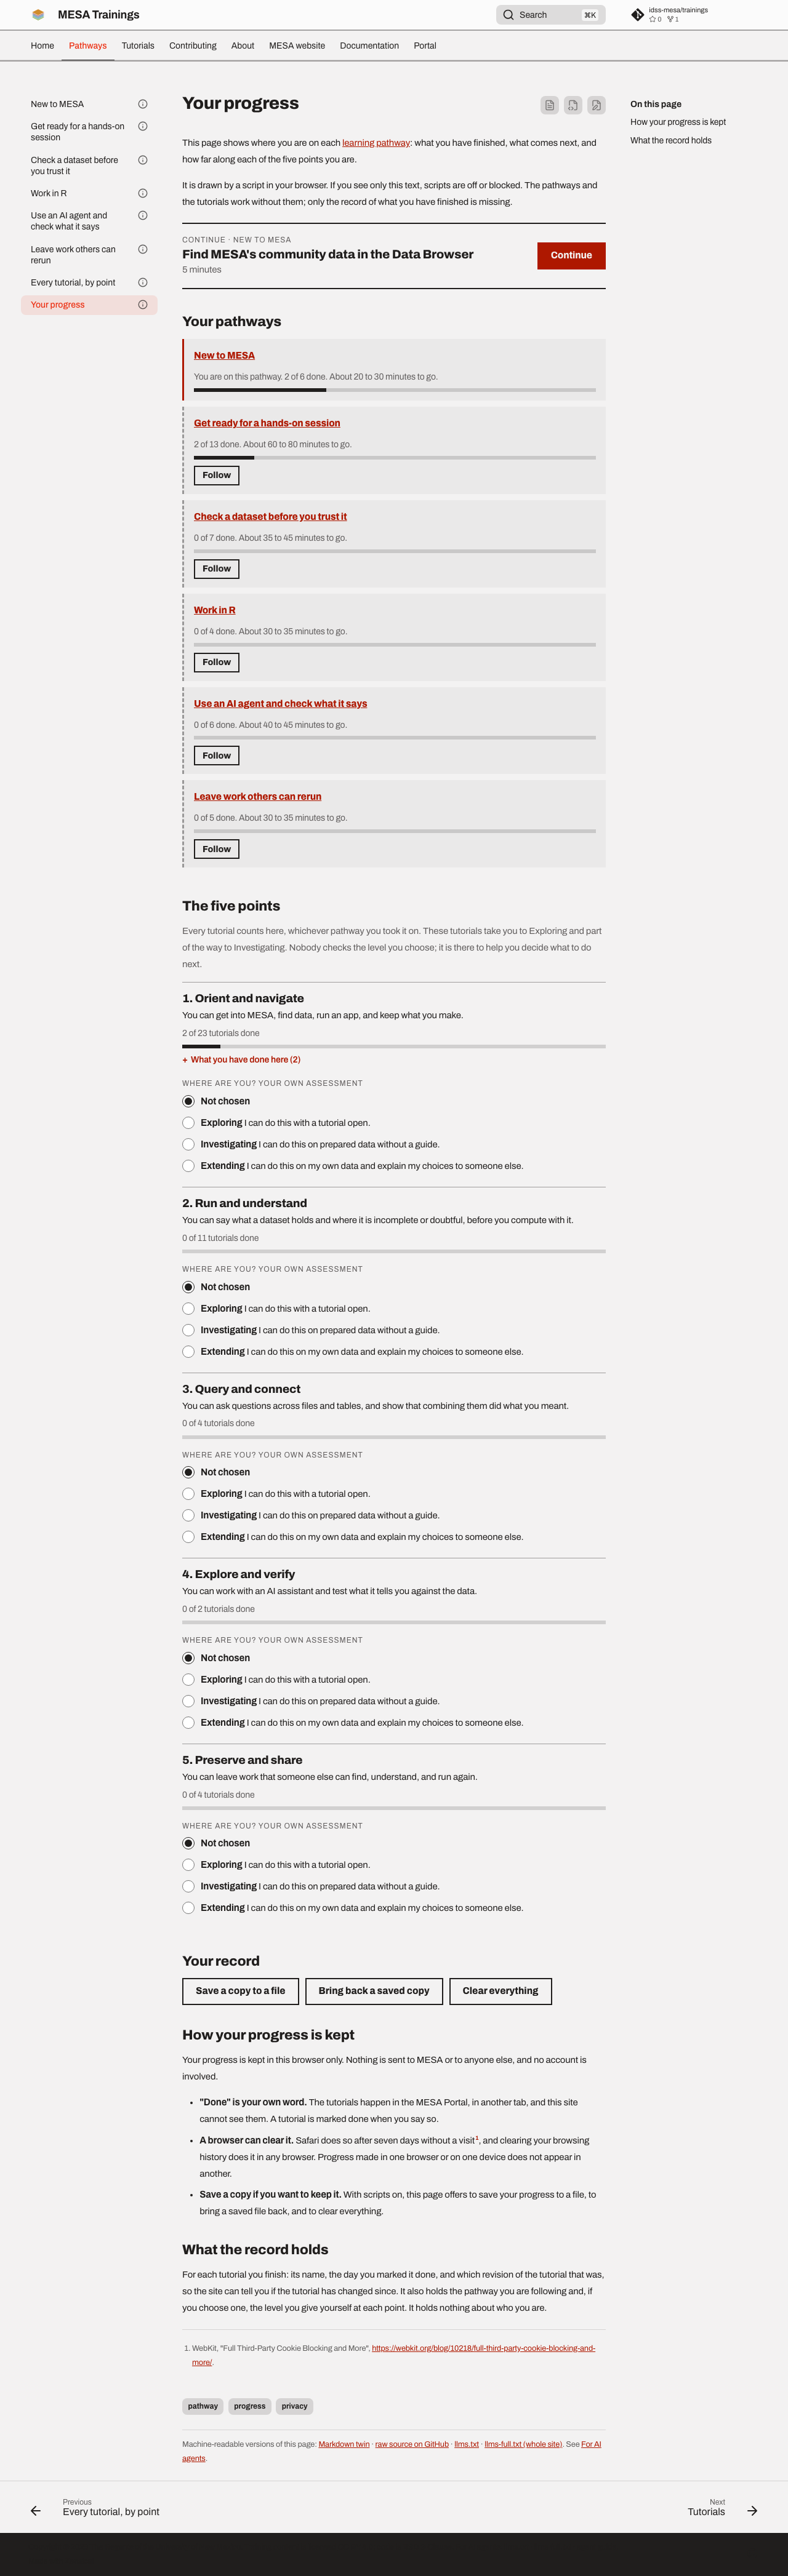 MESA Trainings
Search
⌘K
idss-mesa/trainings
0 1
Home
Pathways
Tutorials
Contributing
About
MESA website
Documentation
Portal
New to MESA
Get ready for a hands-on
session
Check a dataset before
you trust it
Work in R
Use an AI agent and
check what it says
Leave work others can
rerun
Every tutorial, by point
Your progress
On this page
How your progress is kept
What the record holds
Your progress
This page shows where you are on each learning pathway: what you have finished, what comes next, and
how far along each of the five points you are.
It is drawn by a script in your browser. If you see only this text, scripts are off or blocked. The pathways and
the tutorials work without them; only the record of what you have finished is missing.
CONTINUE · NEW TO MESA
Find MESA's community data in the Data Browser
5 minutes
Continue
Your pathways
New to MESA
You are on this pathway. 2 of 6 done. About 20 to 30 minutes to go.
Get ready for a hands-on session
2 of 13 done. About 60 to 80 minutes to go.
Follow
Check a dataset before you trust it
0 of 7 done. About 35 to 45 minutes to go.
Follow
Work in R
0 of 4 done. About 30 to 35 minutes to go.
Follow
Use an AI agent and check what it says
0 of 6 done. About 40 to 45 minutes to go.
Follow
Leave work others can rerun
0 of 5 done. About 30 to 35 minutes to go.
Follow
The five points
Every tutorial counts here, whichever pathway you took it on. These tutorials take you to Exploring and part
of the way to Investigating. Nobody checks the level you choose; it is there to help you decide what to do
next.
1. Orient and navigate
You can get into MESA, find data, run an app, and keep what you make.
2 of 23 tutorials done
+ What you have done here (2)
WHERE ARE YOU? YOUR OWN ASSESSMENT
Not chosen
Exploring I can do this with a tutorial open.
Investigating I can do this on prepared data without a guide.
Extending I can do this on my own data and explain my choices to someone else.
2. Run and understand
You can say what a dataset holds and where it is incomplete or doubtful, before you compute with it.
0 of 11 tutorials done
WHERE ARE YOU? YOUR OWN ASSESSMENT
Not chosen
Exploring I can do this with a tutorial open.
Investigating I can do this on prepared data without a guide.
Extending I can do this on my own data and explain my choices to someone else.
3. Query and connect
You can ask questions across files and tables, and show that combining them did what you meant.
0 of 4 tutorials done
WHERE ARE YOU? YOUR OWN ASSESSMENT
Not chosen
Exploring I can do this with a tutorial open.
Investigating I can do this on prepared data without a guide.
Extending I can do this on my own data and explain my choices to someone else.
4. Explore and verify
You can work with an AI assistant and test what it tells you against the data.
0 of 2 tutorials done
WHERE ARE YOU? YOUR OWN ASSESSMENT
Not chosen
Exploring I can do this with a tutorial open.
Investigating I can do this on prepared data without a guide.
Extending I can do this on my own data and explain my choices to someone else.
5. Preserve and share
You can leave work that someone else can find, understand, and run again.
0 of 4 tutorials done
WHERE ARE YOU? YOUR OWN ASSESSMENT
Not chosen
Exploring I can do this with a tutorial open.
Investigating I can do this on prepared data without a guide.
Extending I can do this on my own data and explain my choices to someone else.
Your record
Save a copy to a file
Bring back a saved copy
Clear everything
How your progress is kept
Your progress is kept in this browser only. Nothing is sent to MESA or to anyone else, and no account is
involved.
• "Done" is your own word. The tutorials happen in the MESA Portal, in another tab, and this site
cannot see them. A tutorial is marked done when you say so.
• A browser can clear it. Safari does so after seven days without a visit¹, and clearing your browsing
history does it in any browser. Progress made in one browser or on one device does not appear in
another.
• Save a copy if you want to keep it. With scripts on, this page offers to save your progress to a file, to
bring a saved file back, and to clear everything.
What the record holds
For each tutorial you finish: its name, the day you marked it done, and which revision of the tutorial that was,
so the site can tell you if the tutorial has changed since. It also holds the pathway you are following and, if
you choose one, the level you give yourself at each point. It holds nothing about who you are.
1. WebKit, "Full Third-Party Cookie Blocking and More", https://webkit.org/blog/10218/full-third-party-cookie-blocking-and-
more/.
pathway
progress
privacy
Machine-readable versions of this page: Markdown twin · raw source on GitHub · llms.txt · llms-full.txt (whole site). See For AI
agents.
Previous
Every tutorial, by point
Next
Tutorials